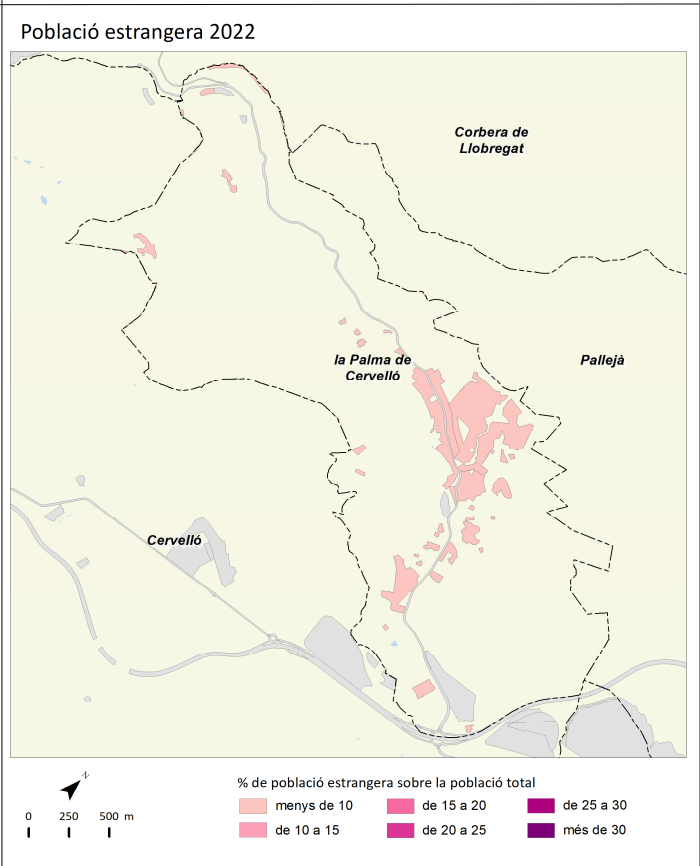 Població estrangera 2022
Corbera de
Llobregat
la Palma de
Cervelló
Pallejà
Cervelló
N
0 250 500 m
% de població estrangera sobre la població total
menys de 10
de 15 a 20
de 25 a 30
de 10 a 15
de 20 a 25
més de 30